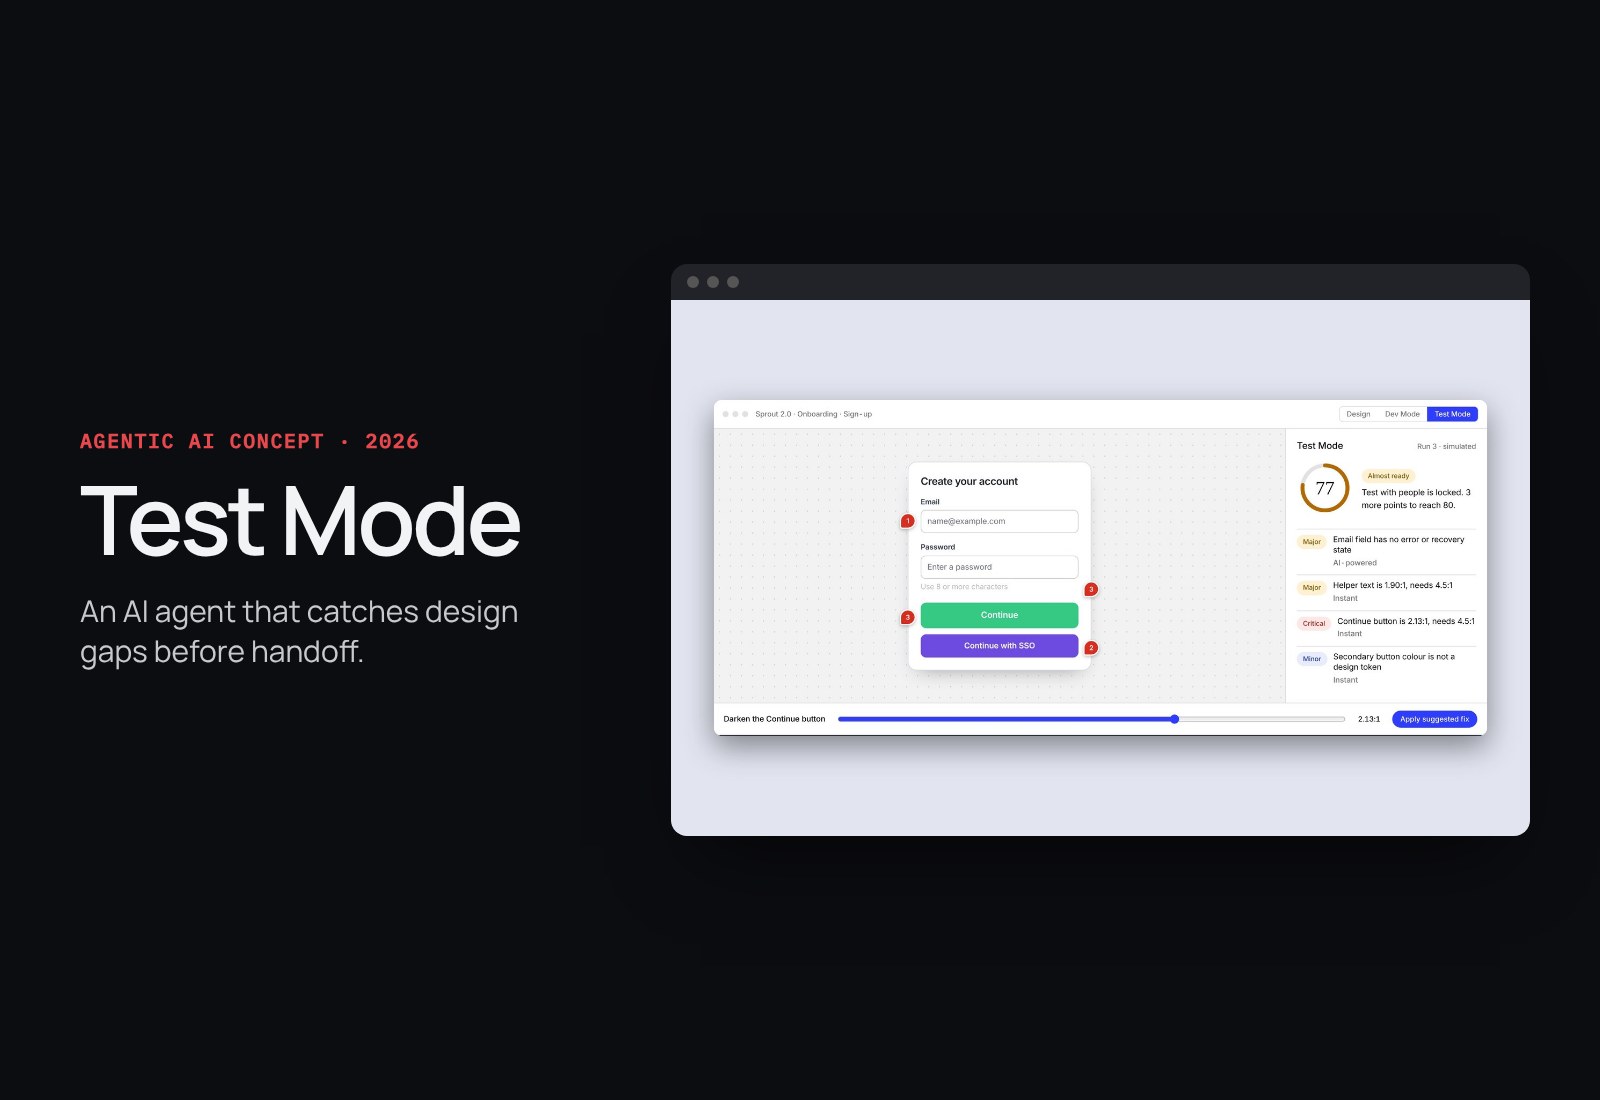 AGENTIC AI CONCEPT · 2026
Test Mode
An AI agent that catches design
gaps before handoff.
Sprout 2.0 · Onboarding · Sign-up
Design
Dev Mode
Test Mode
Create your account
Email
1
name@example.com
Password
Enter a password
Use 8 or more characters
3
3
Continue
Continue with SSO
2
Test Mode
Run 3 · simulated
77
Almost ready
Test with people is locked. 3
more points to reach 80.
Major
Email field has no error or recovery
state
AI-powered
Major
Helper text is 1.90:1, needs 4.5:1
Instant
Critical
Continue button is 2.13:1, needs 4.5:1
Instant
Minor
Secondary button colour is not a
design token
Instant
Darken the Continue button
2.13:1
Apply suggested fix